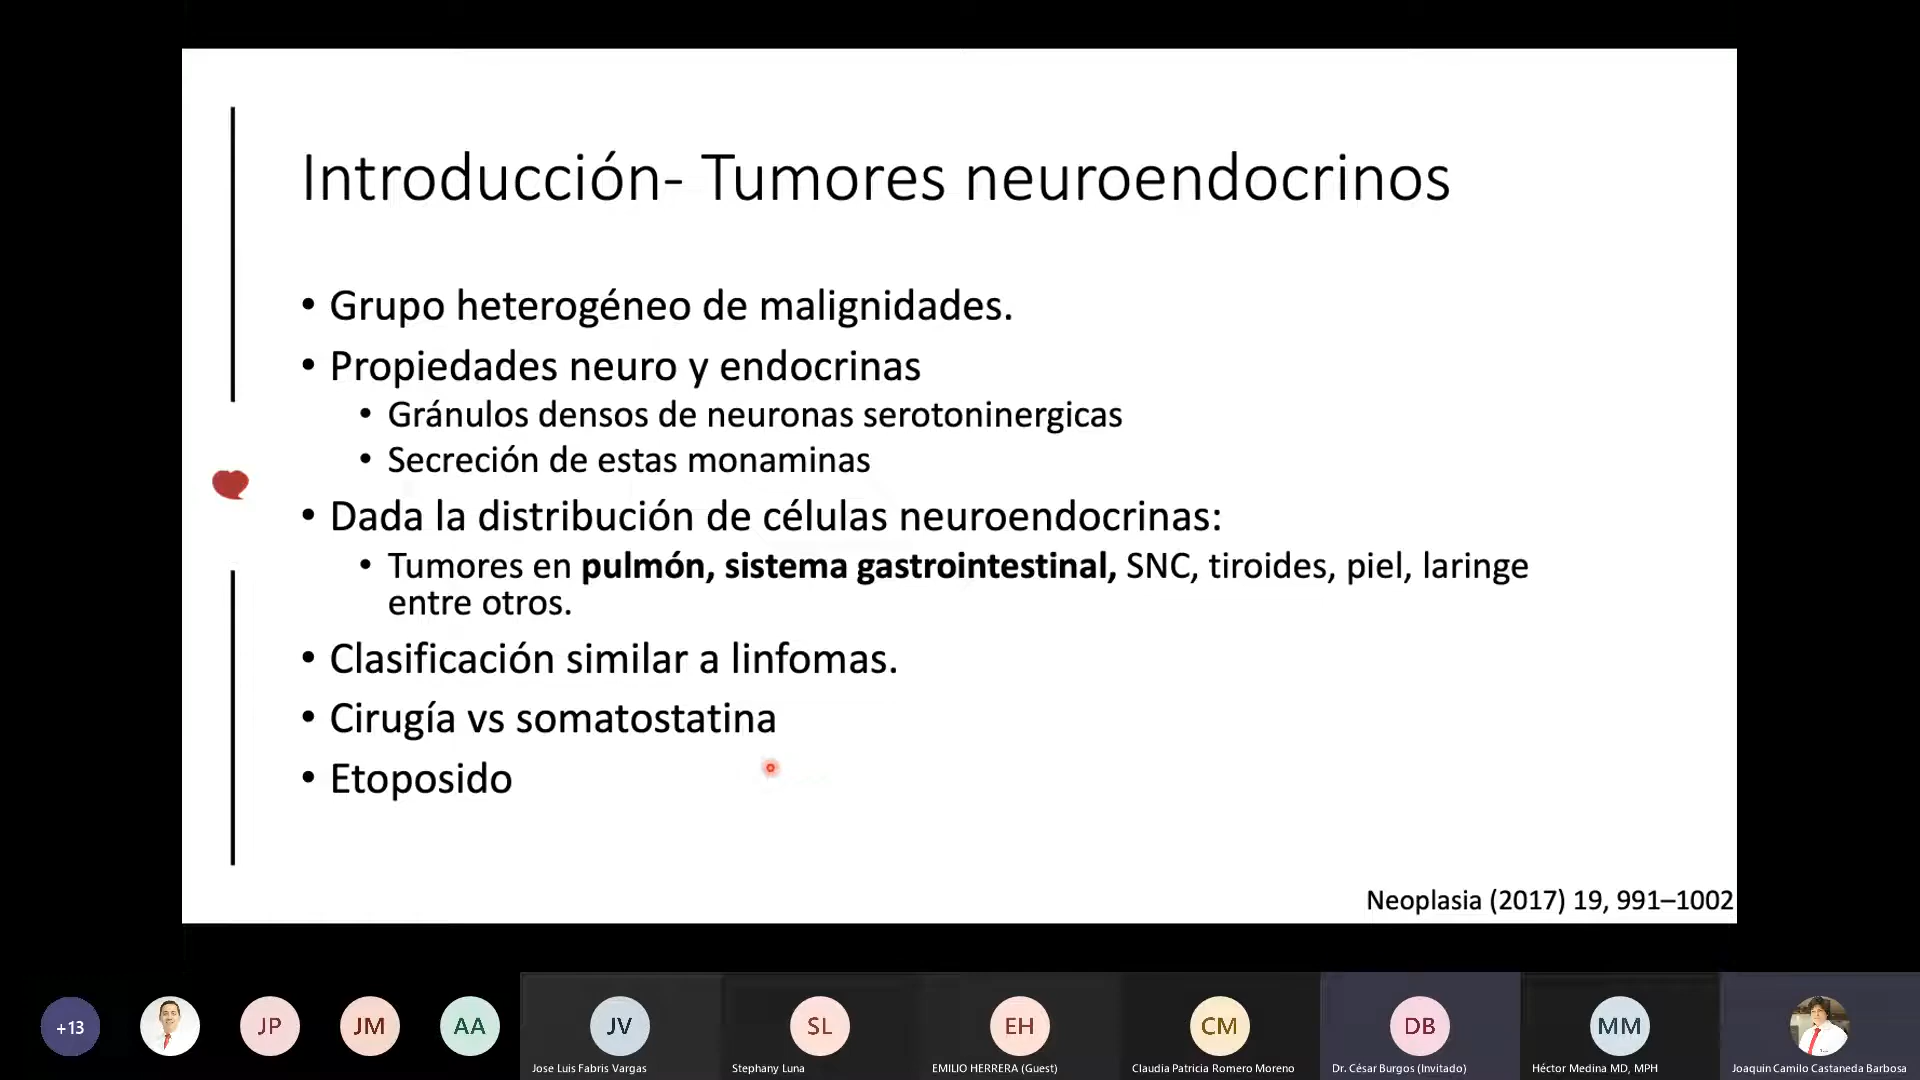 Introducción- Tumores neuroendocrinos
• Grupo heterogéneo de malignidades.
• Propiedades neuro y endocrinas
• Gránulos densos de neuronas serotoninergicas
• Secreción de estas monaminas
• Dada la distribución de células neuroendocrinas:
• Tumores en pulmón, sistema gastrointestinal, SNC, tiroides, piel, laringe
entre otros.
• Clasificación similar a linfomas.
• Cirugía vs somatostatina
• Etoposido
Neoplasia (2017) 19, 991–1002
+13
JP
JM
AA
JV
SL
EH
CM
DB
MM
Jose Luis Fabris Vargas
Stephany Luna
EMILIO HERRERA (Guest)
Claudia Patricia Romero Moreno
Dr. César Burgos (Invitado)
Héctor Medina MD, MPH
Joaquin Camilo Castaneda Barbosa